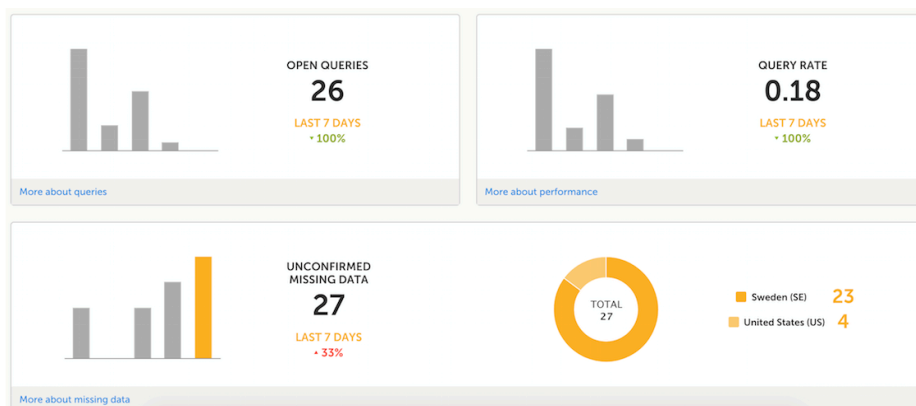 OPEN QUERIES
26
LAST 7 DAYS
▾ 100%
More about queries
QUERY RATE
0.18
LAST 7 DAYS
▾ 100%
More about performance
UNCONFIRMED
MISSING DATA
27
LAST 7 DAYS
▴ 33%
TOTAL
27
Sweden (SE) 23
United States (US) 4
More about missing data